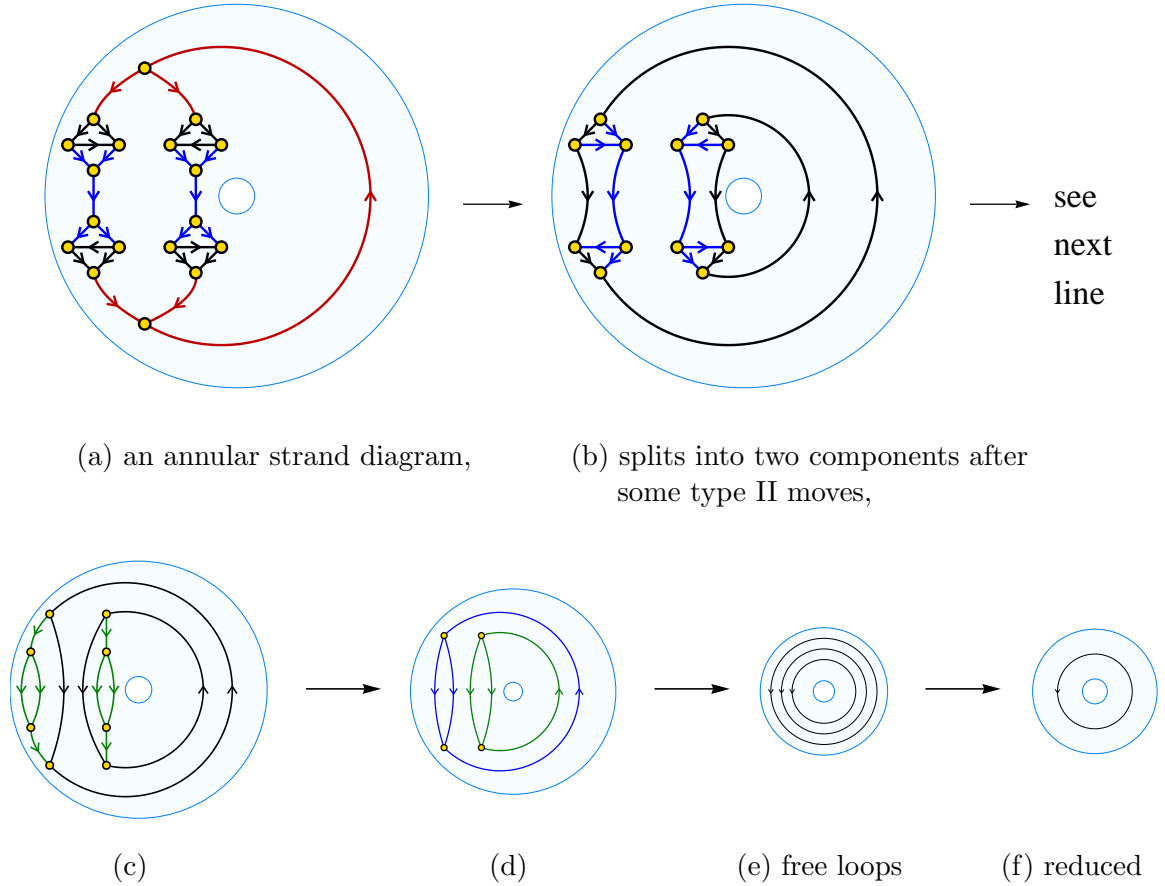 see
next
line
(a) an annular strand diagram,
(b) splits into two components after
some type II moves,
(c)
(d)
(e) free loops
(f) reduced